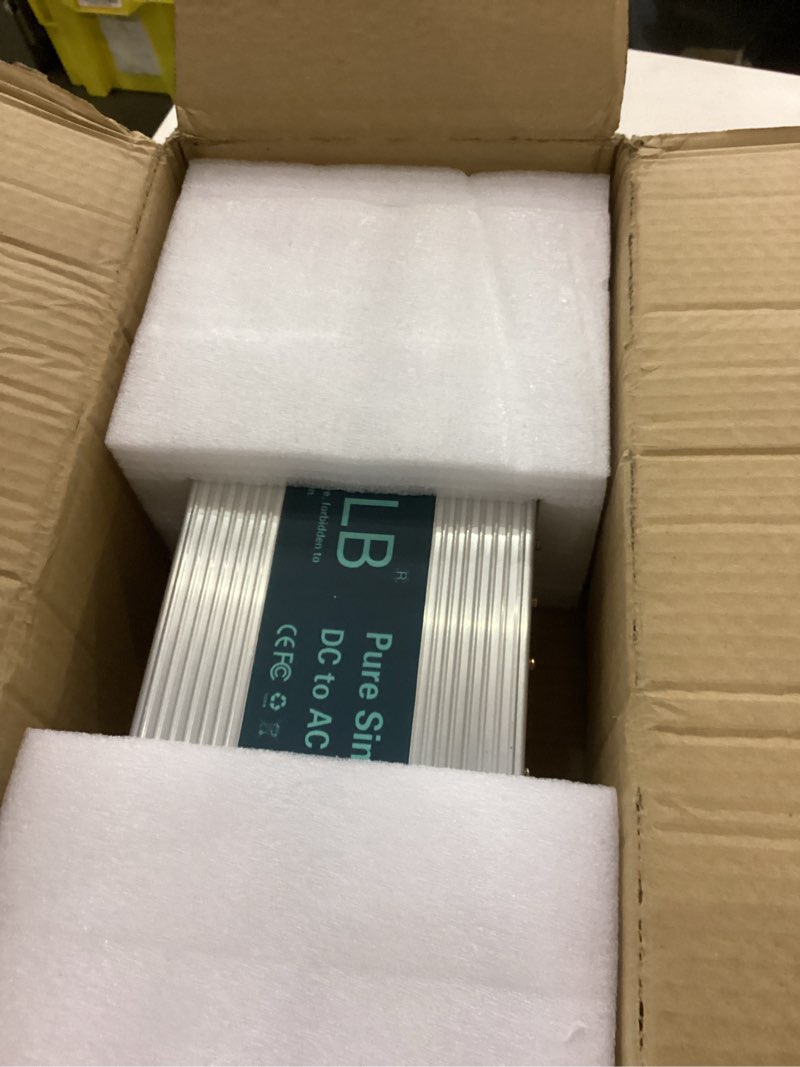 LB ®
e, forbidden to
n.
Pure Sin
DC to AC
CE FC